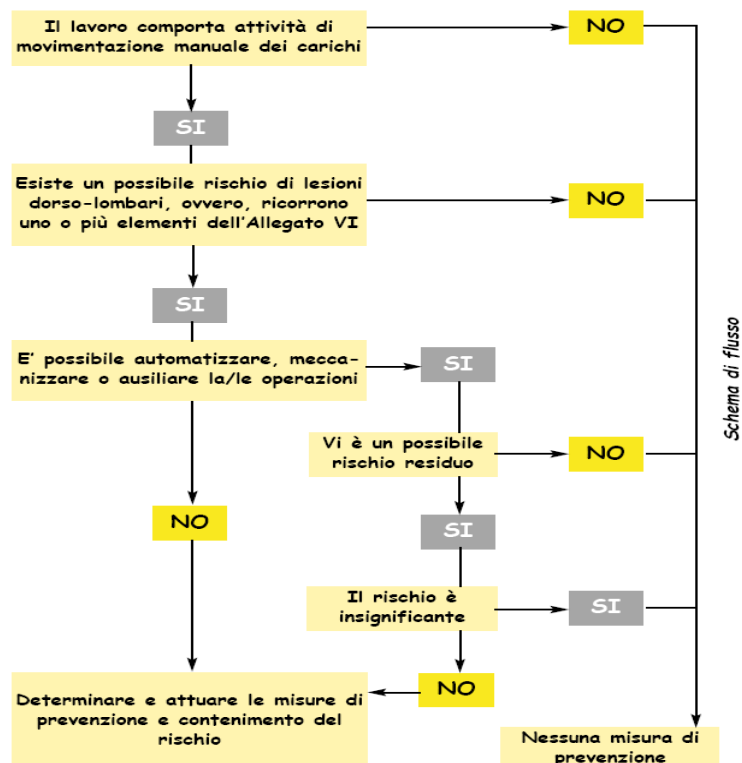 Il lavoro comporta attività di
movimentazione manuale dei carichi
NO
SI
Esiste un possibile rischio di lesioni
dorso-lombari, ovvero, ricorrono
uno o più elementi dell'Allegato VI
NO
SI
E' possibile automatizzare, mecca-
nizzare o ausiliare la/le operazioni
SI
Vi è un possibile
rischio residuo
NO
NO
SI
Il rischio è
insignificante
SI
NO
Determinare e attuare le misure di
prevenzione e contenimento del
rischio
Nessuna misura di
prevenzione
Schema di flusso